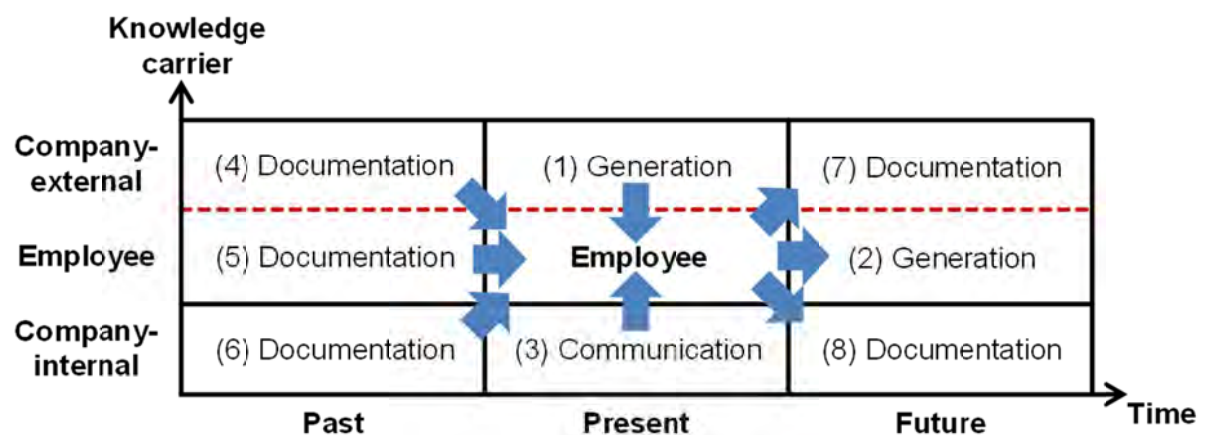 Knowledge
carrier
Company-
external
(4) Documentation
(1) Generation
(7) Documentation
Employee
(5) Documentation
Employee
(2) Generation
Company-
internal
(6) Documentation
(3) Communication
(8) Documentation
Past
Present
Future
Time